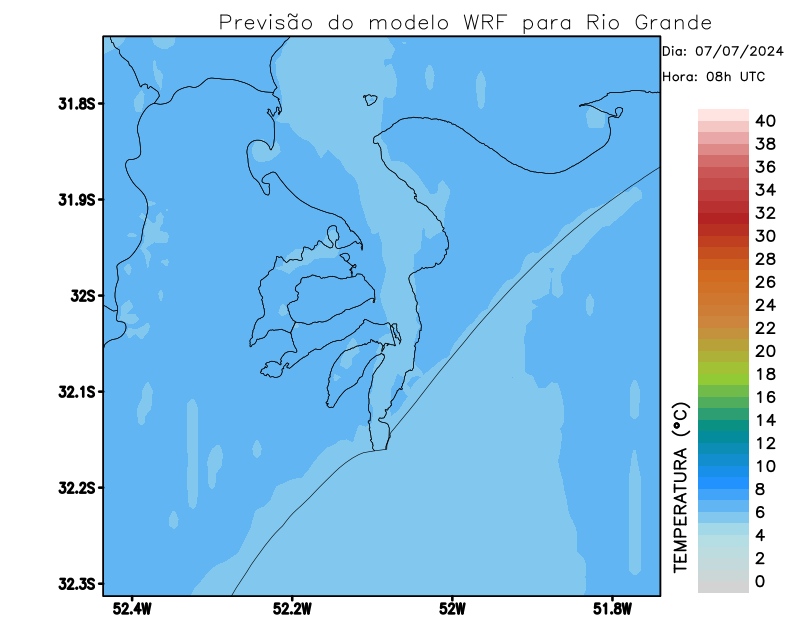 Previsão do modelo WRF para Rio Grande
Dia: 07/07/2024
Hora: 08h UTC
31.8S
31.9S
32S
32.1S
32.2S
32.3S
52.4W
52.2W
52W
51.8W
TEMPERATURA (°C)
40
38
36
34
32
30
28
26
24
22
20
18
16
14
12
10
8
6
4
2
0